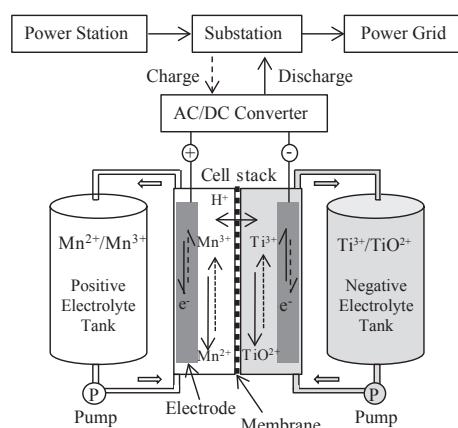 Power Station
Substation
Power Grid
Charge
Discharge
AC/DC Converter
+
-
Cell stack
H⁺
Mn²⁺/Mn³⁺
Positive
Electrolyte
Tank
Mn³⁺
Ti³⁺
e⁻
e⁻
Mn²⁺
TiO²⁺
Ti³⁺/TiO²⁺
Negative
Electrolyte
Tank
P
P
Pump
Electrode
Membrane
Pump